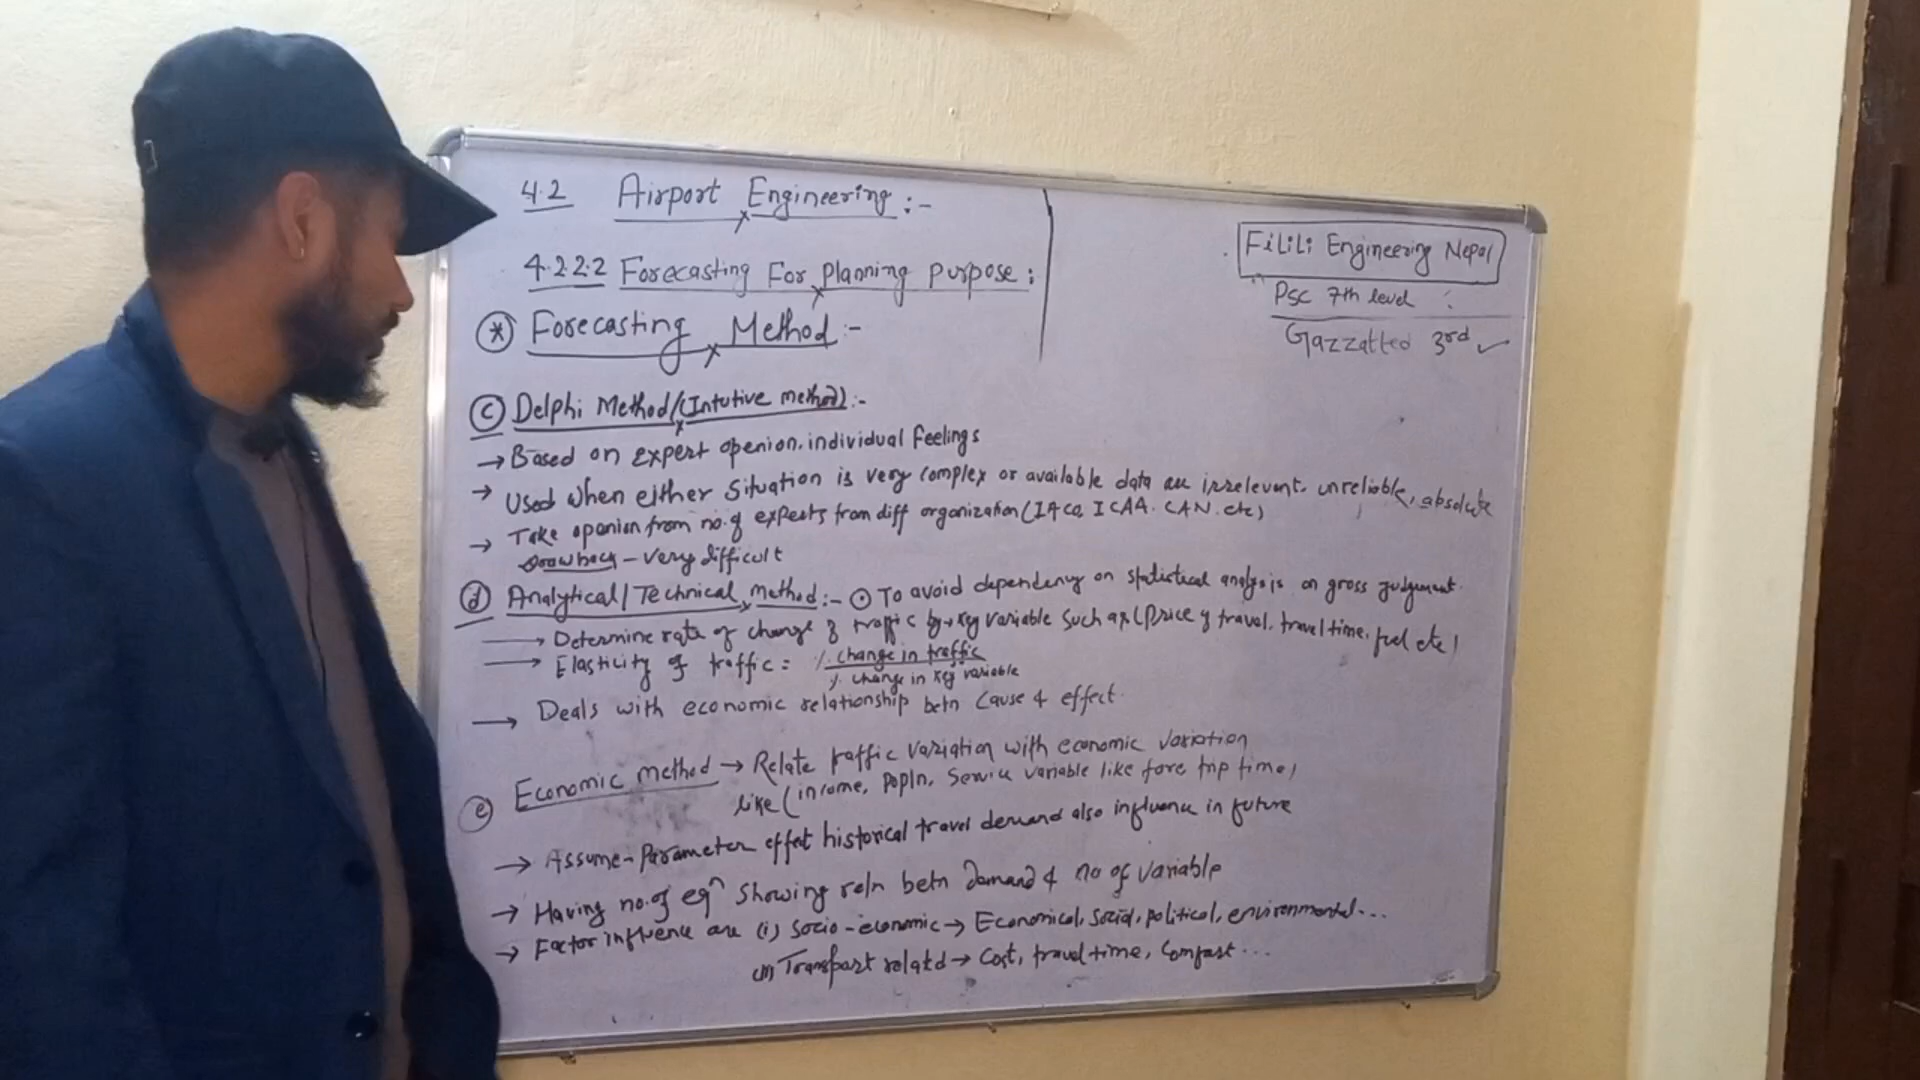 4.2 Airport Engineering :-
4.2.2.2 Forecasting For Planning Purpose :
Filili Engineering Nepal
Psc 7th level :
Gazzatted 3rd ✓
* Forecasting Method :-
(c) Delphi Method/(Intutive method) :-
→ Based on expert openion. individual feelings
→ Used when either situation is very complex or available data are irrelevent. unreliable, absolute
→ Take openion from no. of experts from diff organization (IACO, ICAA. CAN. etc)
Drawback - very difficult
(d) Analytical/Technical method :- ⊙ To avoid dependency on statistical analysis on gross judgement.
→ Determine rate of change of traffic by → key variable such as (price of travel. travel time. fuel etc)
→ Elasticity of traffic = % change in traffic
% change in key variable
→ Deals with economic relationship betn cause & effect.
(e) Economic method → Relate traffic variation with economic variation
like (income, Popln, Service variable like fare trip time)
→ Assume - Parameter effect historical travel demand also influence in future
→ Having no. of eqn showing reln betn demand & no of variable
→ Factor influence are (i) socio-economic → Economical, social, political, environmental...
(ii) Transport related → Cost, travel time, comfort...